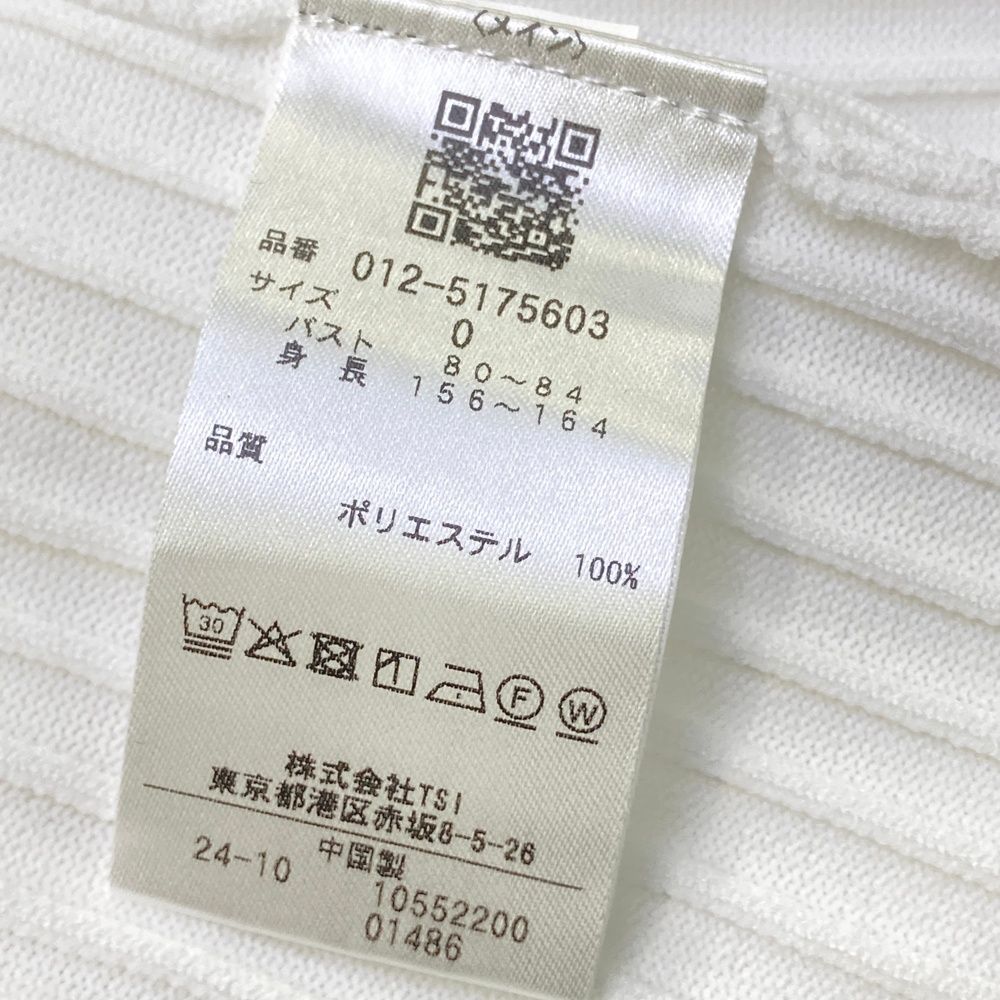 〈メイン〉
品番 012-5175603
サイズ 0
バスト 80～84
身長 156～164
品質
ポリエステル 100%
30
F
W
株式会社TSI
東京都港区赤坂8-5-26
中国製
24-10 10552200
01486